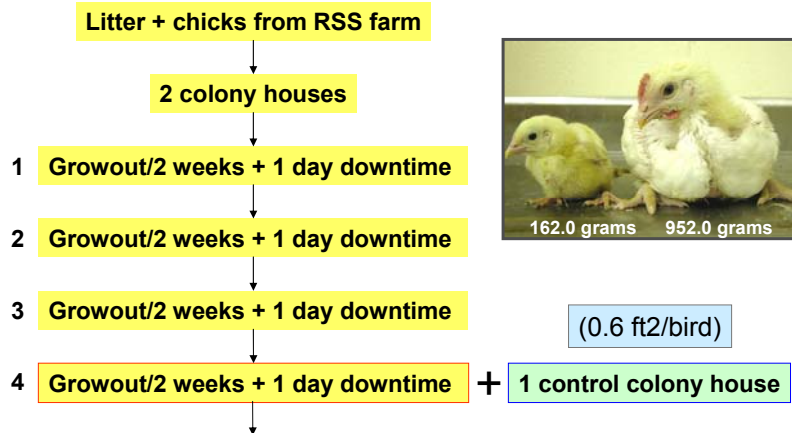 Litter + chicks from RSS farm
2 colony houses
1 Growout/2 weeks + 1 day downtime
2 Growout/2 weeks + 1 day downtime
3 Growout/2 weeks + 1 day downtime
4 Growout/2 weeks + 1 day downtime + 1 control colony house
162.0 grams 952.0 grams
(0.6 ft2/bird)